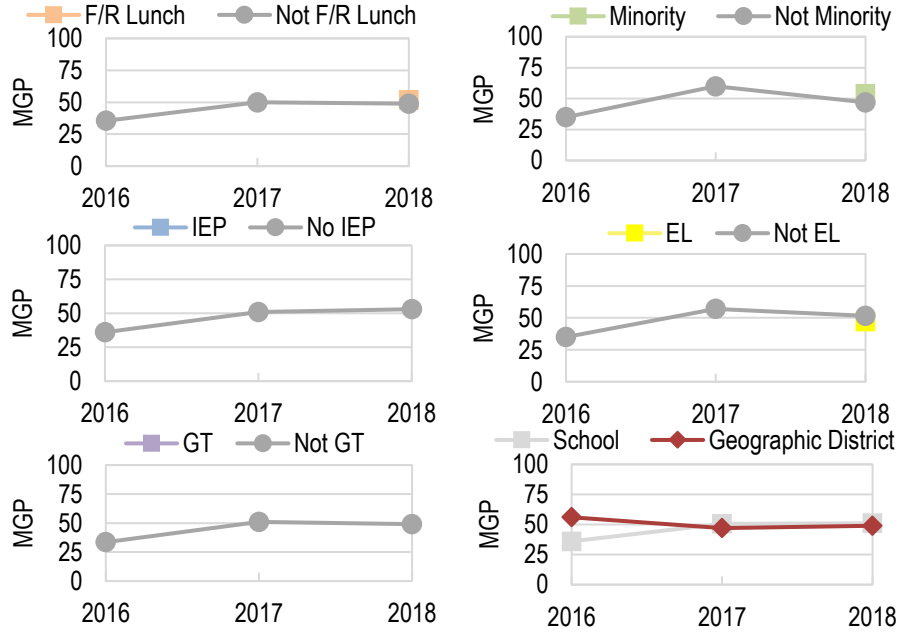 F/R Lunch Not F/R Lunch
100
75
50
25
0
MGP
2016 2017 2018
Minority Not Minority
100
75
50
25
0
MGP
2016 2017 2018
IEP No IEP
100
75
50
25
0
MGP
2016 2017 2018
EL Not EL
100
75
50
25
0
MGP
2016 2017 2018
GT Not GT
100
75
50
25
0
MGP
2016 2017 2018
School Geographic District
100
75
50
25
0
MGP
2016 2017 2018